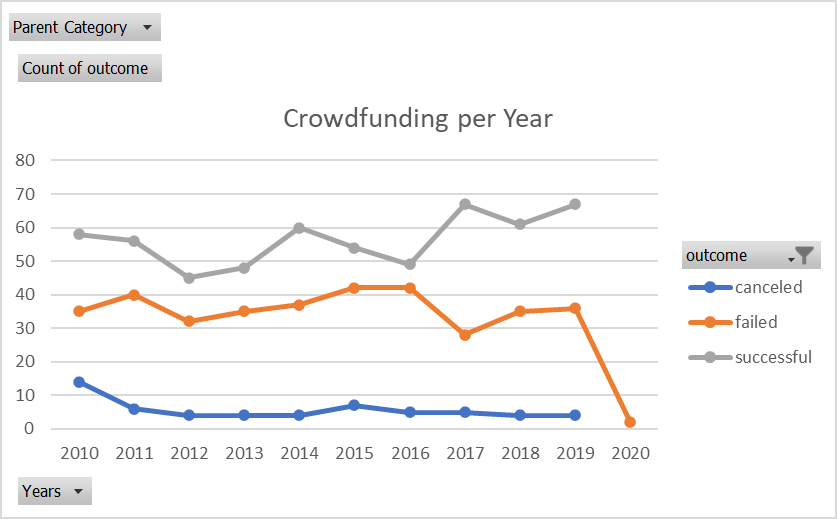 Parent Category
Count of outcome
Crowdfunding per Year
80
70
60
50
40
30
20
10
0
2010 2011 2012 2013 2014 2015 2016 2017 2018 2019 2020
outcome
canceled
failed
successful
Years